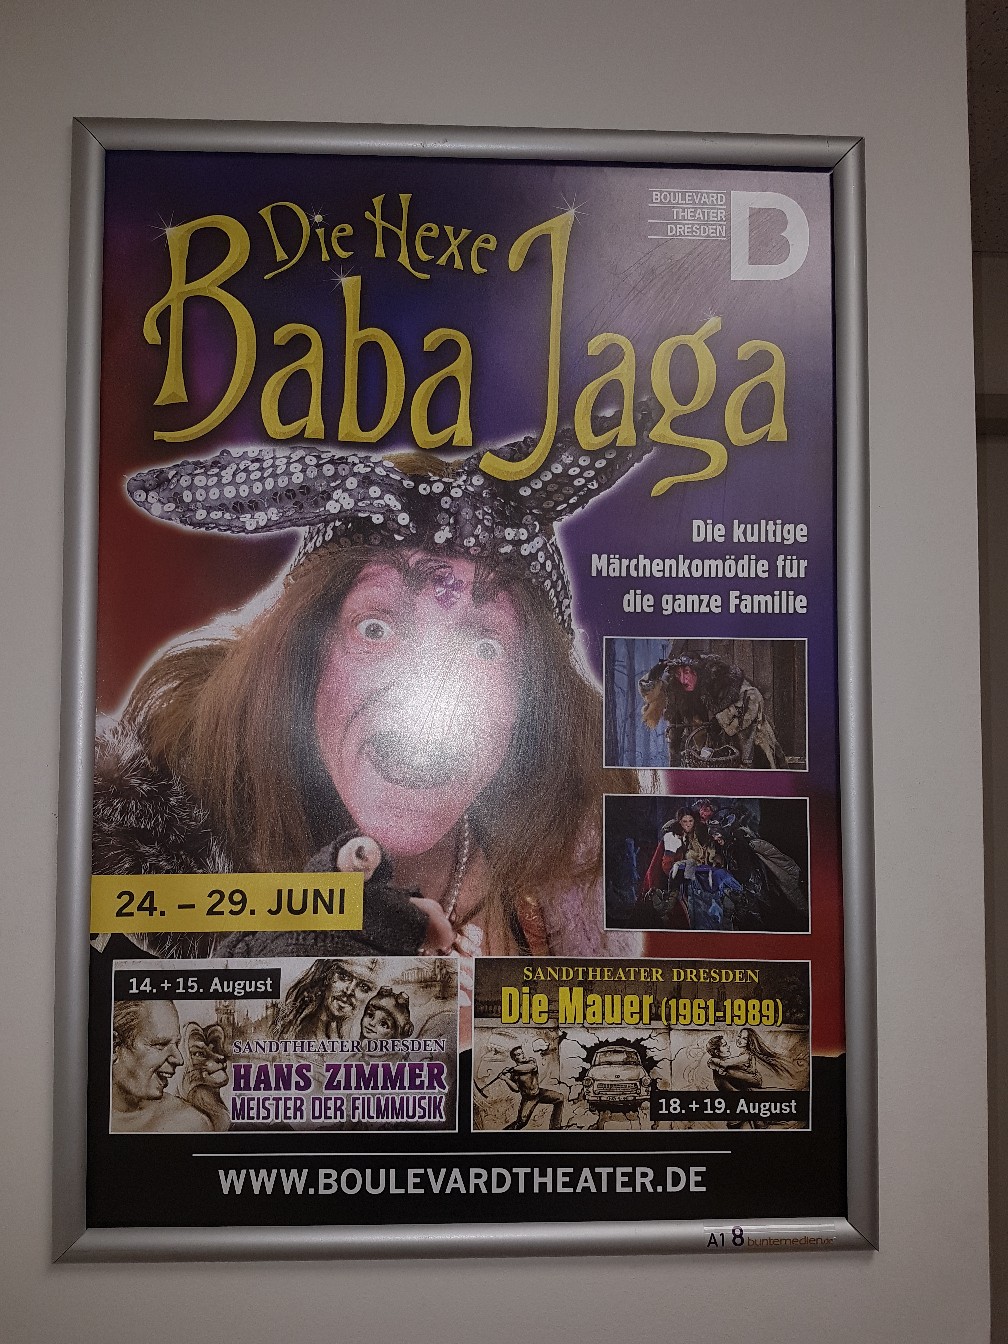 BOULEVARD
THEATER
DRESDEN
B
Die Hexe
Baba Jaga
Die kultige
Märchenkomödie für
die ganze Familie
24. – 29. JUNI
14. + 15. August
SANDTHEATER DRESDEN
HANS ZIMMER
MEISTER DER FILMMUSIK
SANDTHEATER DRESDEN
Die Mauer (1961-1989)
18. + 19. August
WWW.BOULEVARDTHEATER.DE
A1 8 buntemedien.de